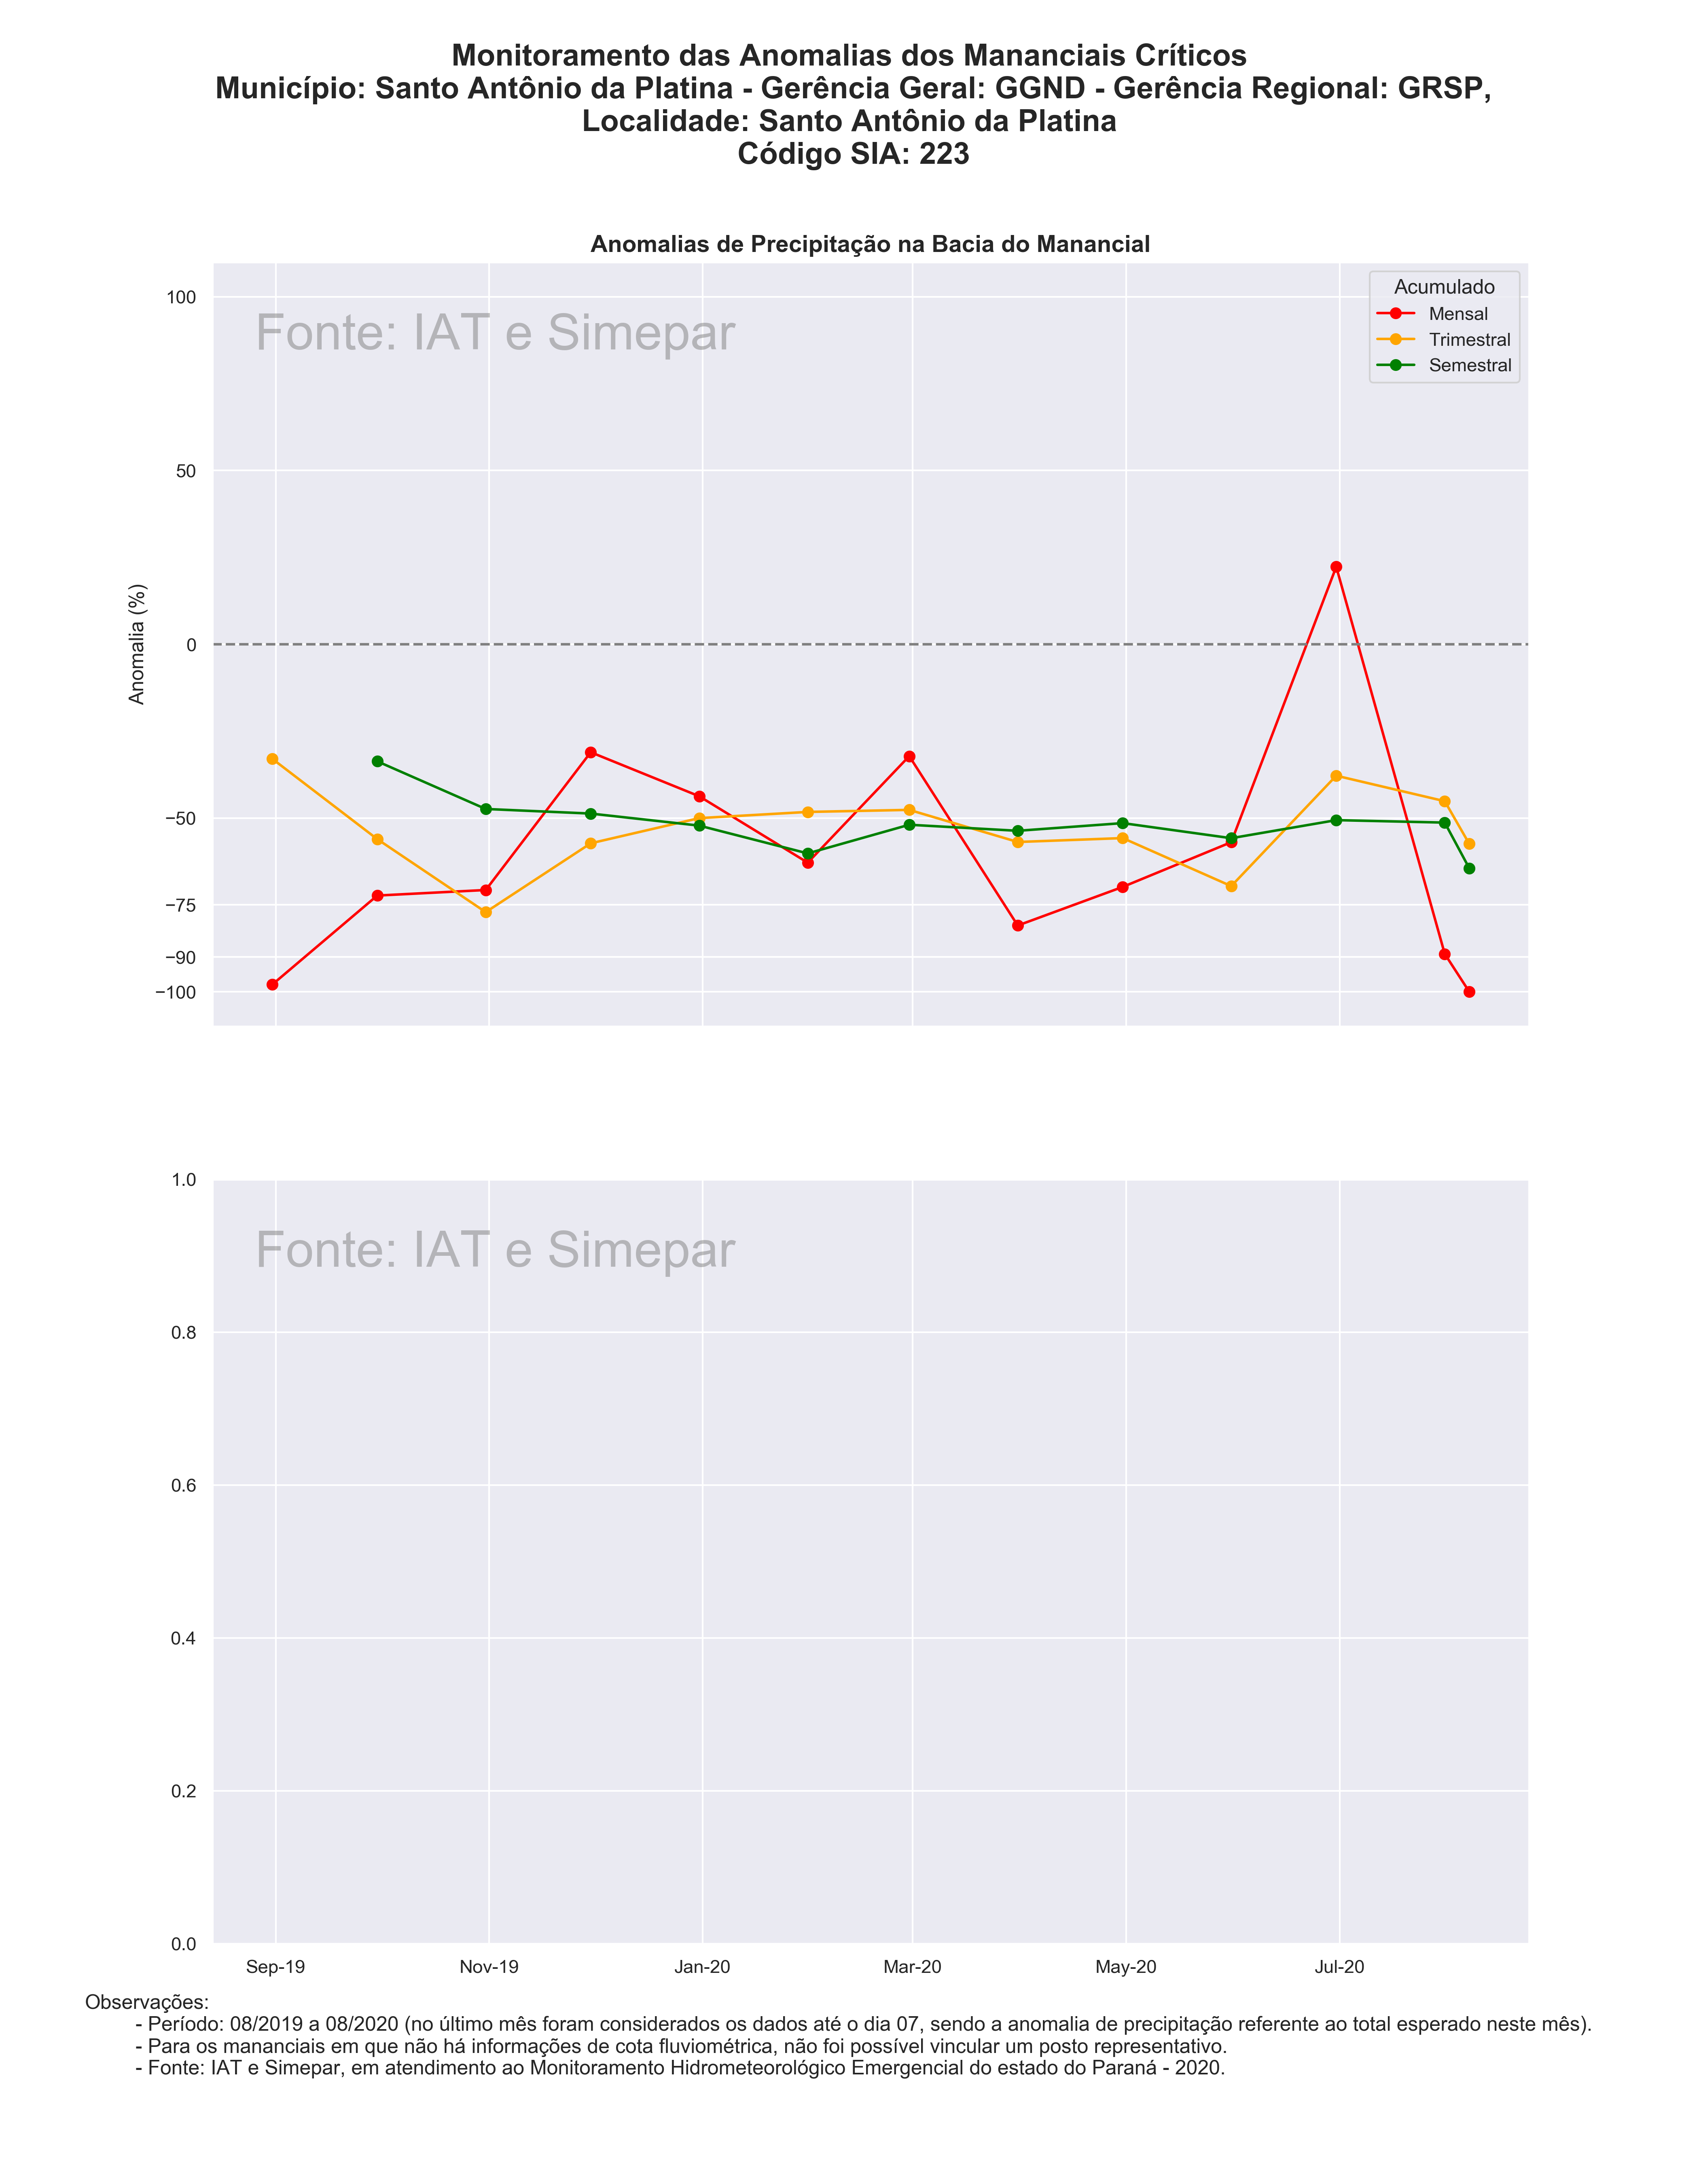 Monitoramento das Anomalias dos Mananciais Críticos
Município: Santo Antônio da Platina - Gerência Geral: GGND - Gerência Regional: GRSP,
Localidade: Santo Antônio da Platina
Código SIA: 223
Anomalias de Precipitação na Bacia do Manancial
Fonte: IAT e Simepar
Acumulado
Mensal
Trimestral
Semestral
Anomalia (%)
100
50
0
−50
−75
−90
−100
Fonte: IAT e Simepar
1.0
0.8
0.6
0.4
0.2
0.0
Sep-19 Nov-19 Jan-20 Mar-20 May-20 Jul-20
Observações:
- Período: 08/2019 a 08/2020 (no último mês foram considerados os dados até o dia 07, sendo a anomalia de precipitação referente ao total esperado neste mês).
- Para os mananciais em que não há informações de cota fluviométrica, não foi possível vincular um posto representativo.
- Fonte: IAT e Simepar, em atendimento ao Monitoramento Hidrometeorológico Emergencial do estado do Paraná - 2020.